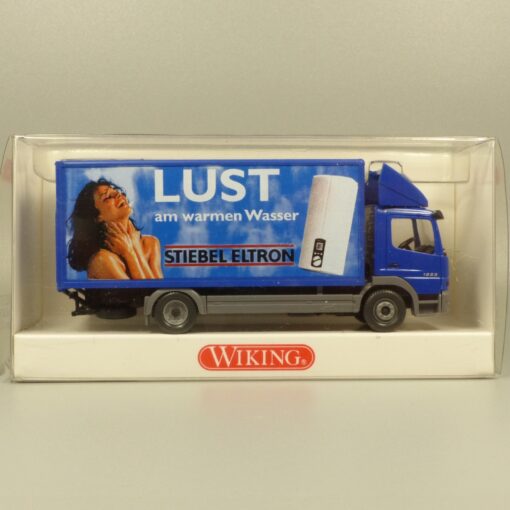 LUST
am warmen Wasser
STIEBEL ELTRON
WIKING®